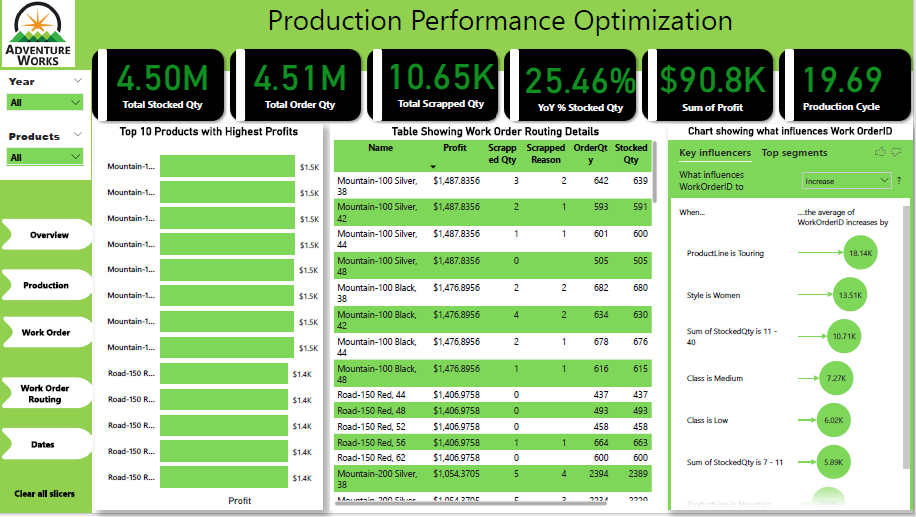 Production Performance Optimization
ADVENTURE
WORKS
Year
All
Products
All
Overview
Production
Work Order
Work Order
Routing
Dates
Clear all slicers
4.50M
Total Stocked Qty
4.51M
Total Order Qty
10.65K
Total Scrapped Qty
25.46%
YoY % Stocked Qty
$90.8K
Sum of Profit
19.69
Production Cycle
Top 10 Products with Highest Profits
Mountain-1... $1.5K
Mountain-1... $1.5K
Mountain-1... $1.5K
Mountain-1... $1.5K
Mountain-1... $1.5K
Mountain-1... $1.5K
Mountain-1... $1.5K
Mountain-1... $1.5K
Road-150 R... $1.4K
Road-150 R... $1.4K
Road-150 R... $1.4K
Road-150 R... $1.4K
Road-150 R... $1.4K
Profit
Table Showing Work Order Routing Details
Name Profit Scrapp Scrapped OrderQt Stocked
ed Qty Reason y Qty
Mountain-100 Silver, $1,487.8356 3 2 642 639
38
Mountain-100 Silver, $1,487.8356 2 1 593 591
42
Mountain-100 Silver, $1,487.8356 1 1 601 600
44
Mountain-100 Silver, $1,487.8356 0 505 505
48
Mountain-100 Black, $1,476.8956 2 2 682 680
38
Mountain-100 Black, $1,476.8956 4 2 634 630
42
Mountain-100 Black, $1,476.8956 2 1 678 676
44
Mountain-100 Black, $1,476.8956 1 1 616 615
48
Road-150 Red, 44 $1,406.9758 0 437 437
Road-150 Red, 48 $1,406.9758 0 493 493
Road-150 Red, 52 $1,406.9758 0 458 458
Road-150 Red, 56 $1,406.9758 1 1 664 663
Road-150 Red, 62 $1,406.9758 0 600 600
Mountain-200 Silver, $1,054.3705 5 4 2394 2389
38
Mountain-200 Silver, $1,054.3705 5 3 2234 2229
Chart showing what influences Work OrderID
Key influencers Top segments
What influences
WorkOrderID to
Increase
?
When...
....the average of
WorkOrderID increases by
ProductLine is Touring 18.14K
Style is Women 13.51K
Sum of StockedQty is 11 -
40
10.71K
Class is Medium 7.27K
Class is Low 6.02K
Sum of StockedQty is 7 - 11 5.89K
ProductLine is Mountain